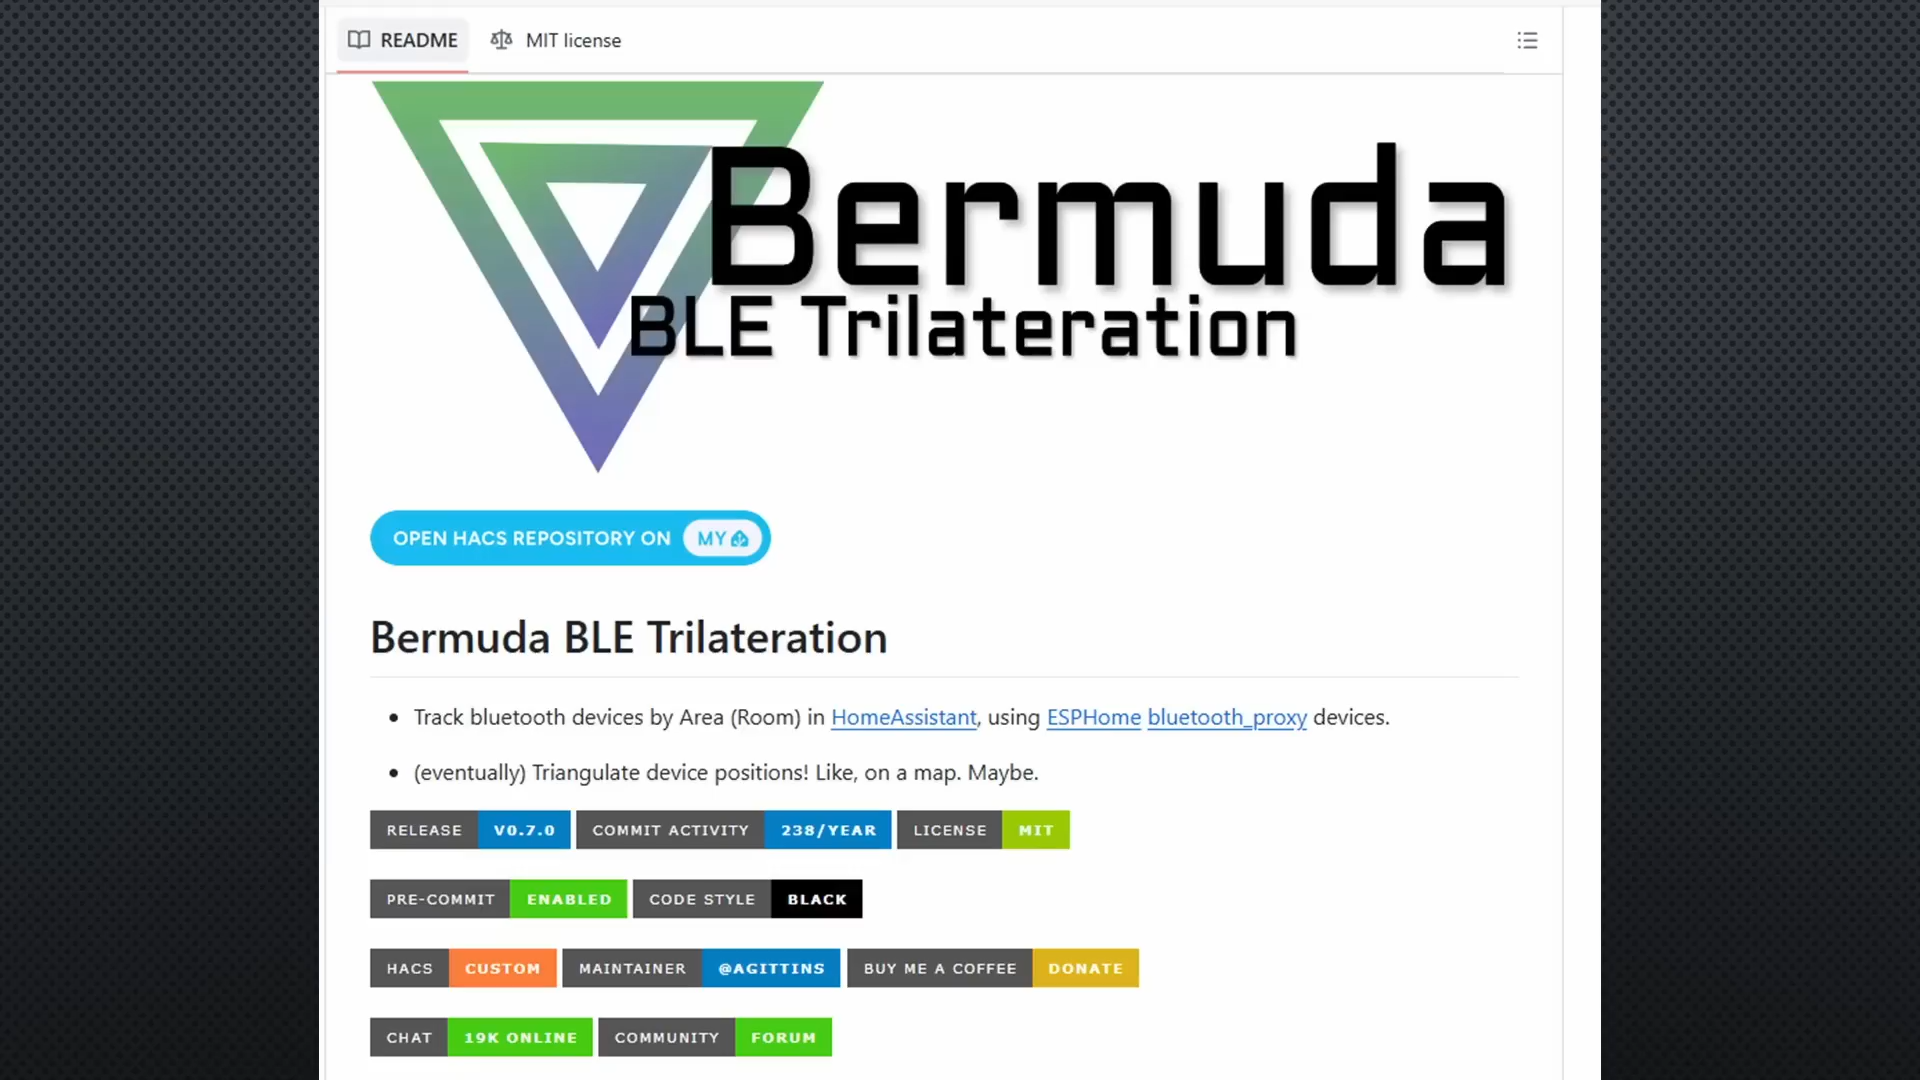 README MIT license
Bermuda
BLE Trilateration
OPEN HACS REPOSITORY ON MY
Bermuda BLE Trilateration
Track bluetooth devices by Area (Room) in HomeAssistant, using ESPHome bluetooth_proxy devices.
(eventually) Triangulate device positions! Like, on a map. Maybe.
RELEASE V0.7.0 COMMIT ACTIVITY 238/YEAR LICENSE MIT
PRE-COMMIT ENABLED CODE STYLE BLACK
HACS CUSTOM MAINTAINER @AGITTINS BUY ME A COFFEE DONATE
CHAT 19K ONLINE COMMUNITY FORUM